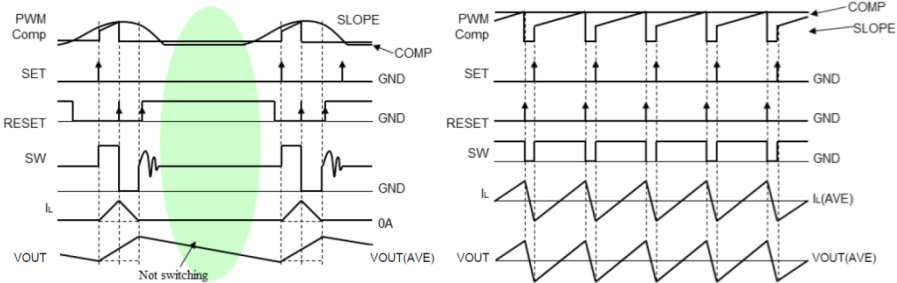 PWM
Comp
SLOPE
COMP
SET
GND
RESET
GND
SW
GND
IL
0A
VOUT
VOUT(AVE)
Not switching
PWM
Comp
COMP
SLOPE
SET
GND
RESET
GND
SW
GND
IL
IL(AVE)
VOUT
VOUT(AVE)